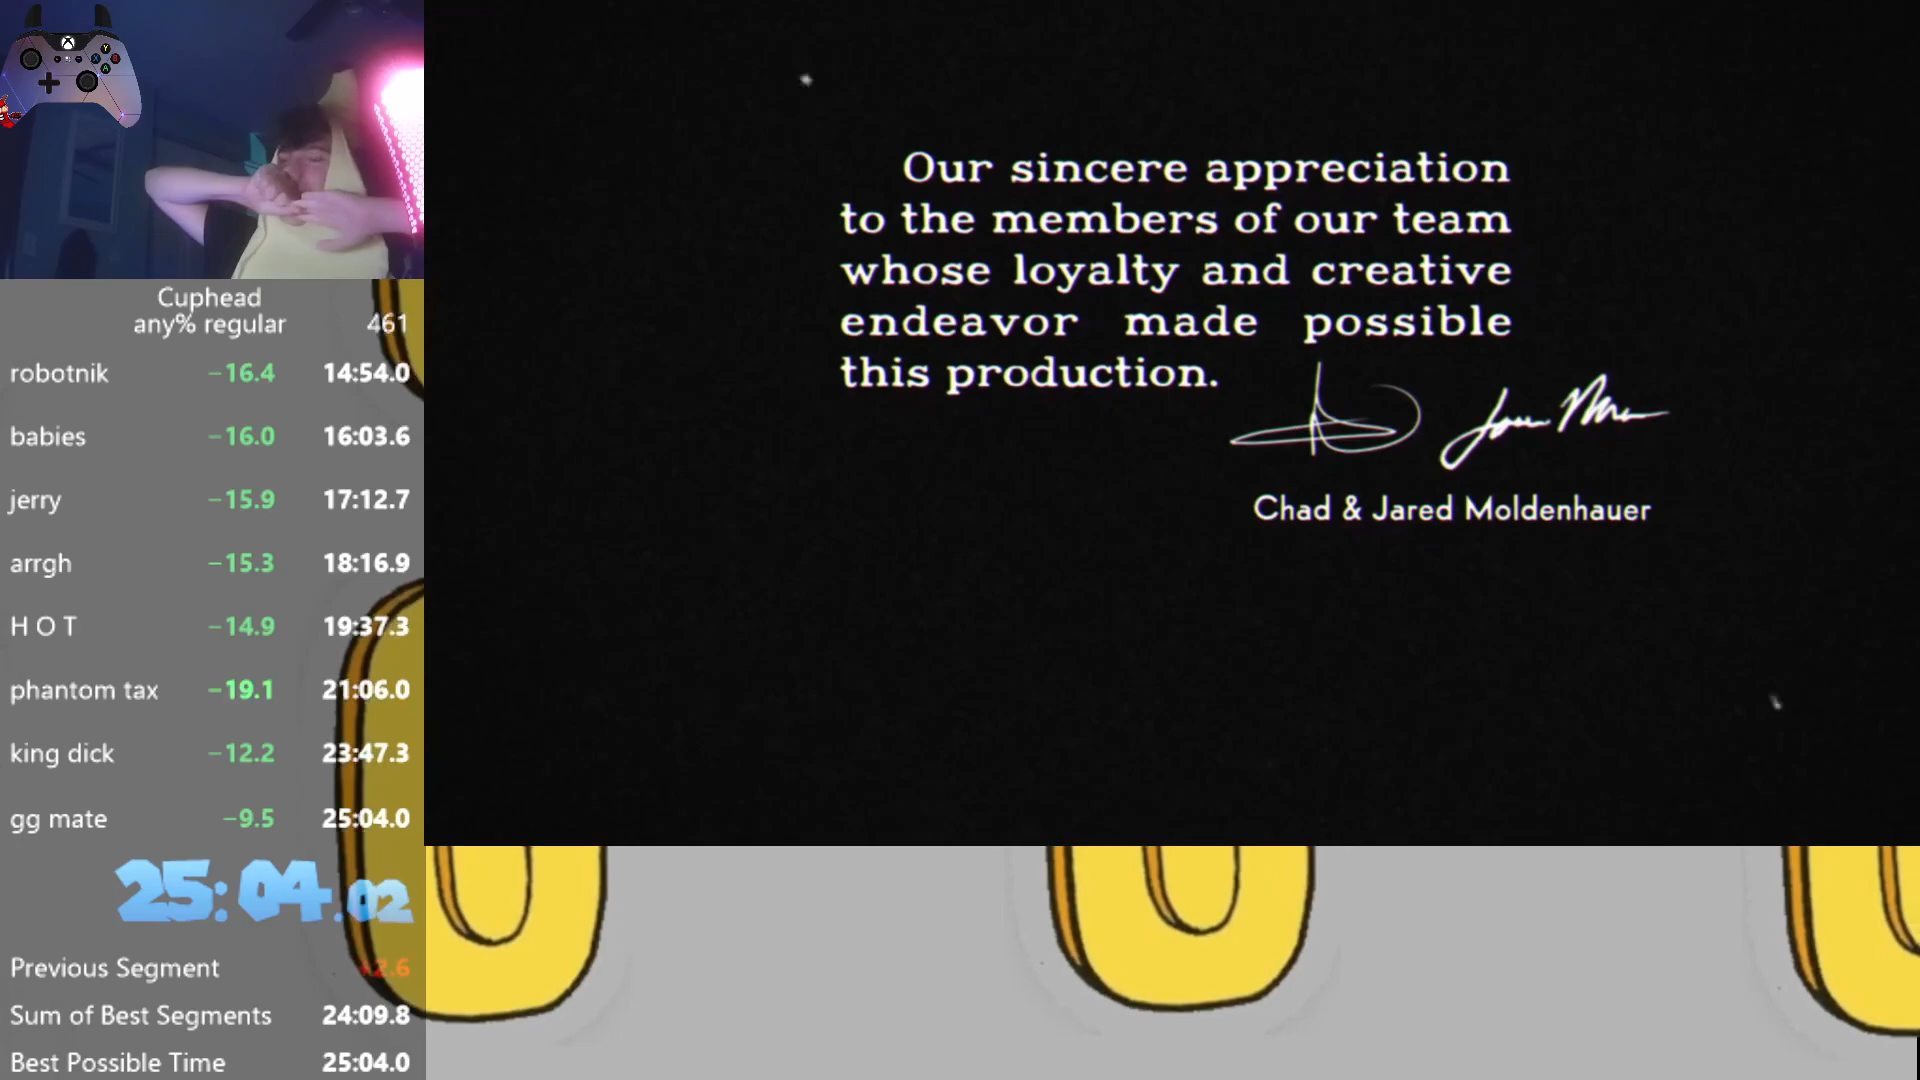 Cuphead
any% regular 461
robotnik −16.4 14:54.0
babies −16.0 16:03.6
jerry −15.9 17:12.7
arrgh −15.3 18:16.9
H O T −14.9 19:37.3
phantom tax −19.1 21:06.0
king dick −12.2 23:47.3
gg mate −9.5 25:04.0
25:04.02
Previous Segment +2.6
Sum of Best Segments 24:09.8
Best Possible Time 25:04.0
Our sincere appreciation
to the members of our team
whose loyalty and creative
endeavor made possible
this production.
Chad & Jared Moldenhauer